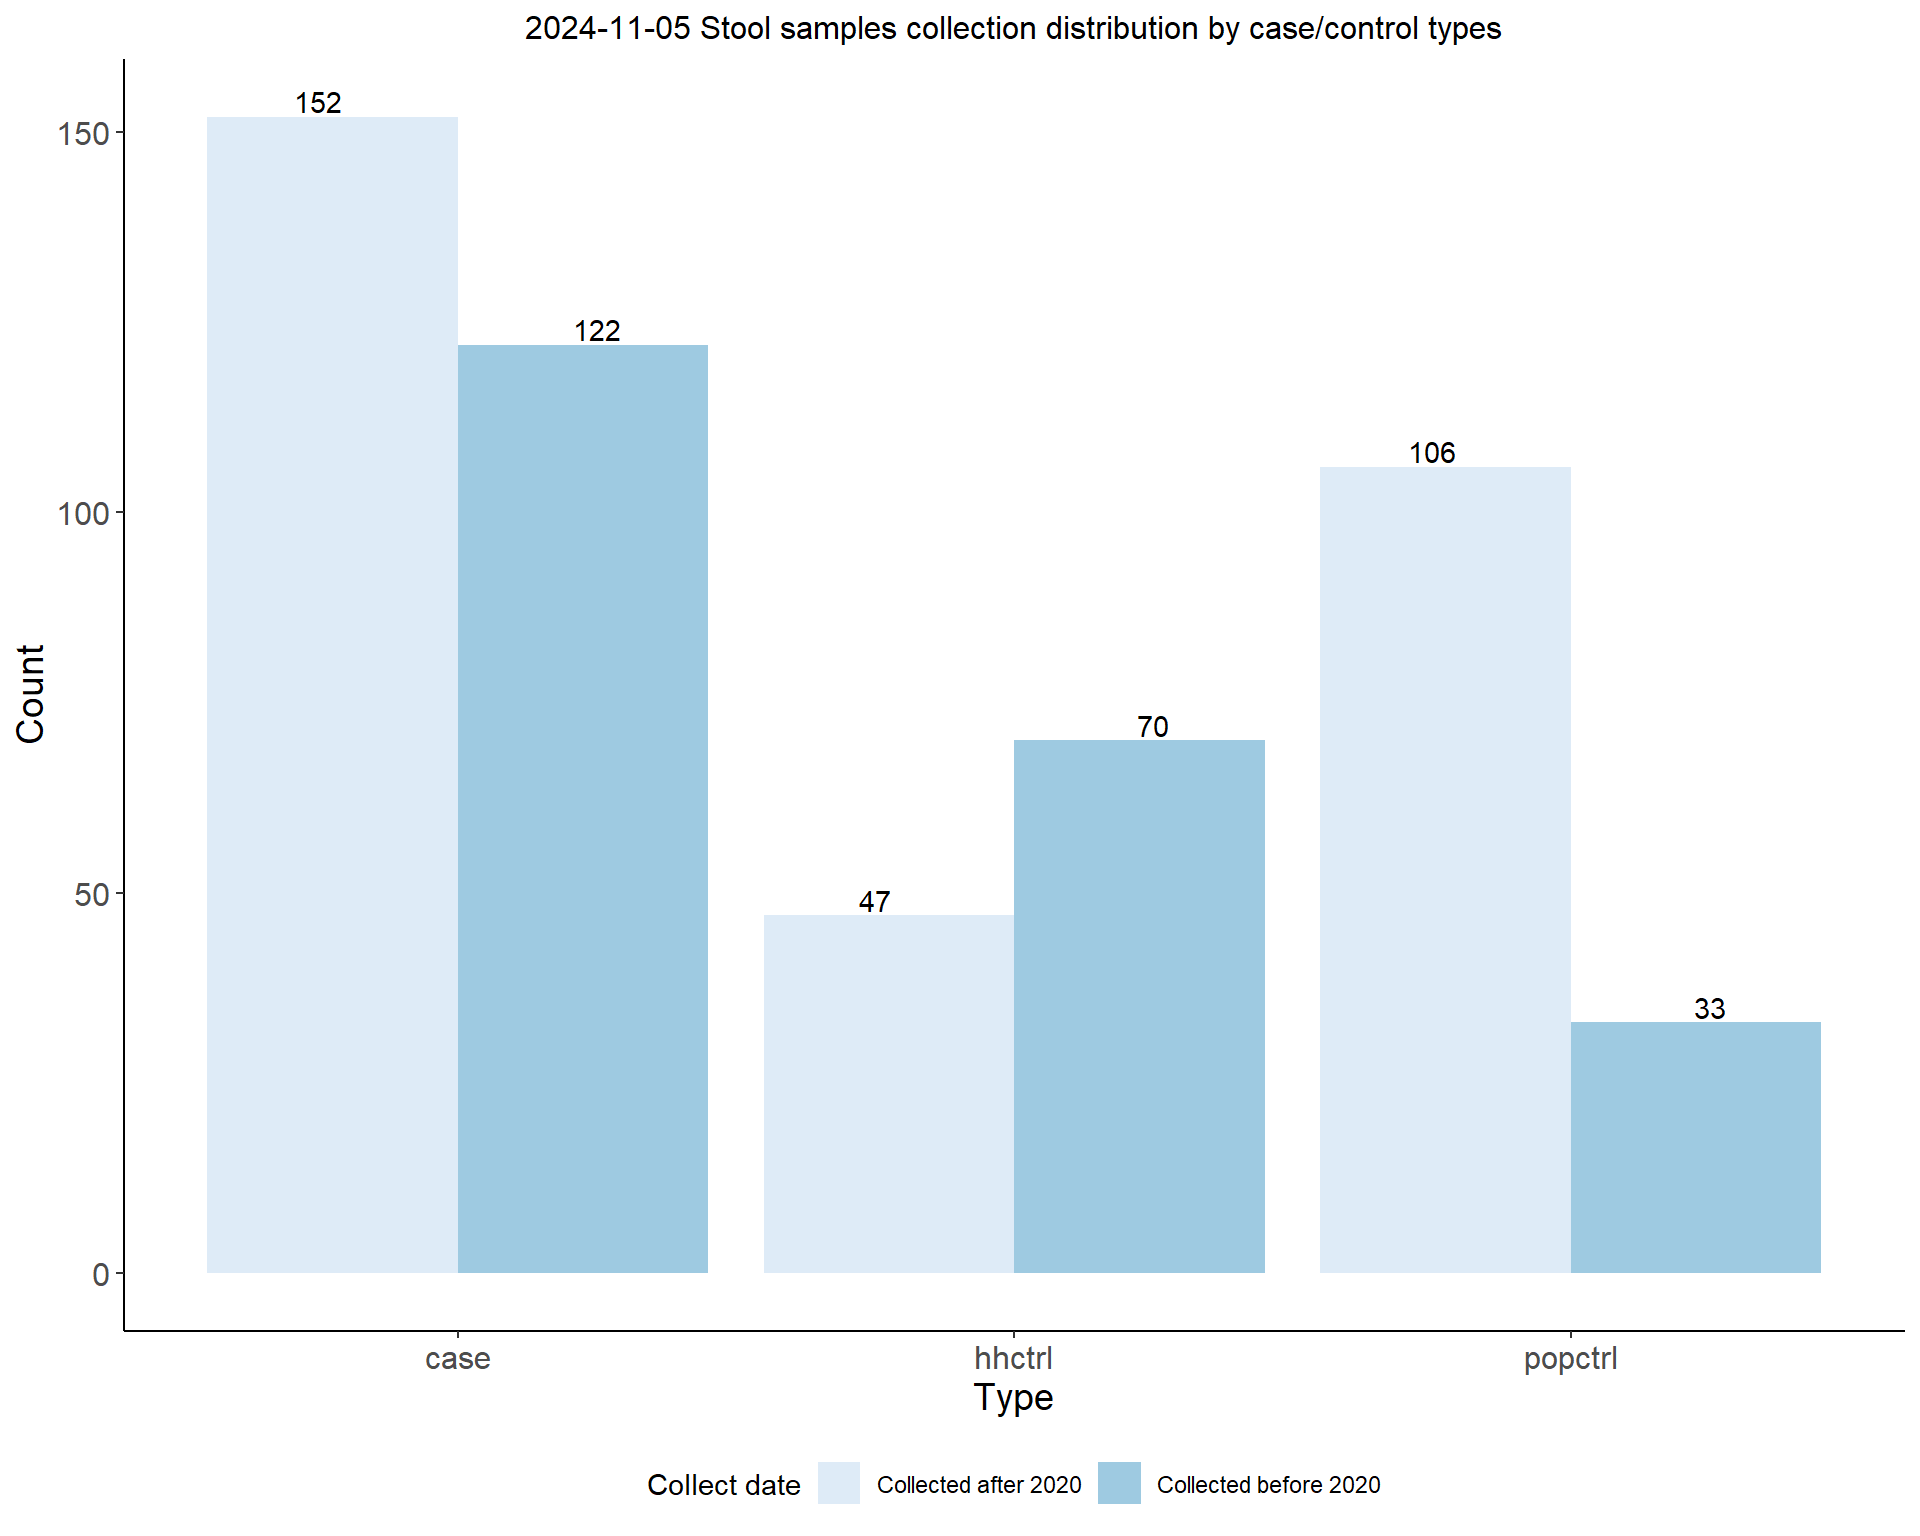 2024-11-05 Stool samples collection distribution by case/control types
152
150
122
106
100
Count
70
50
47
33
0
case hhctrl popctrl
Type
Collect date Collected after 2020 Collected before 2020